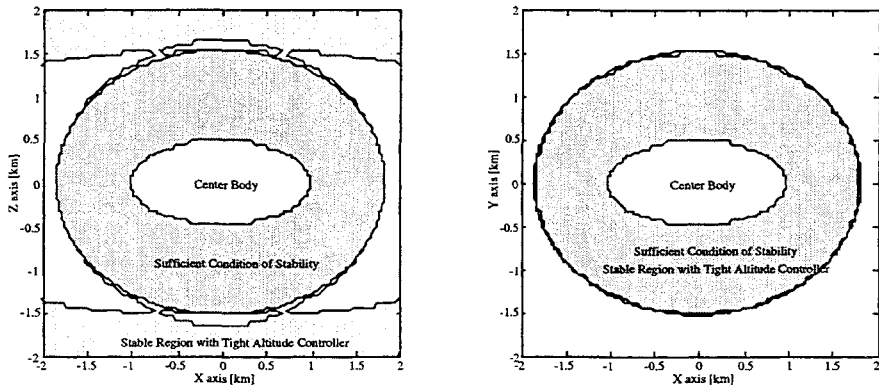 2
1.5
1
0.5
0
-0.5
-1
-1.5
-2
Z axis [km]
Center Body
Sufficient Condition of Stability
Stable Region with Tight Altitude Controller
-2 -1.5 -1 -0.5 0 0.5 1 1.5 2
X axis [km]
2
1.5
1
0.5
0
-0.5
-1
-1.5
-2
Y axis [km]
Center Body
Sufficient Condition of Stability
Stable Region with Tight Altitude Controller
-2 -1.5 -1 -0.5 0 0.5 1 1.5 2
X axis [km]